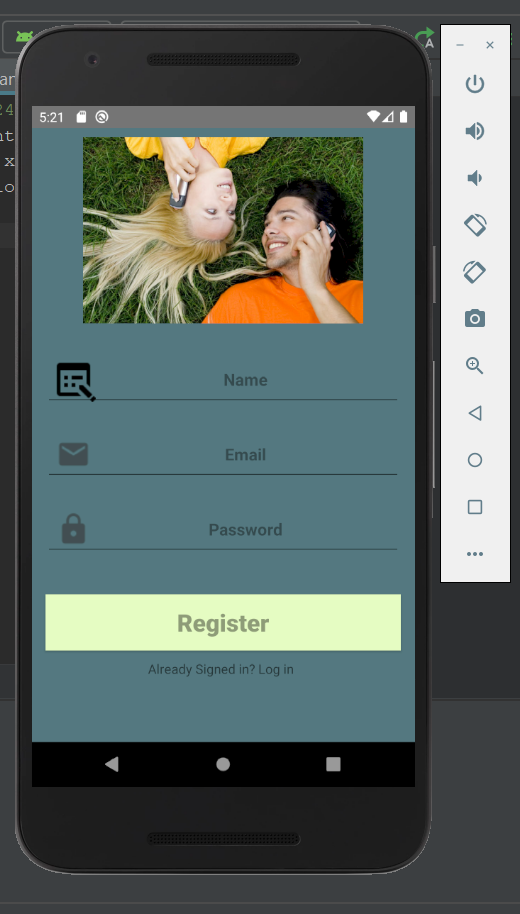 5:21
Name
Email
Password
Register
Already Signed in? Log in